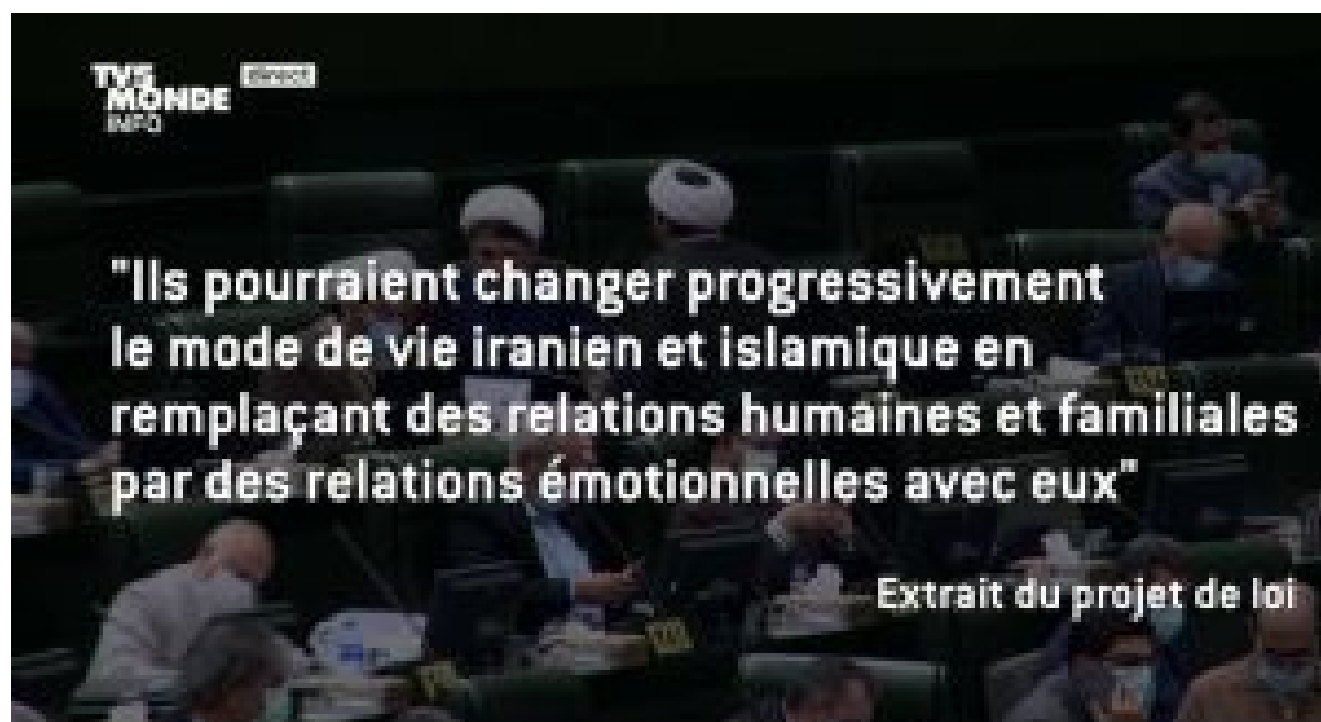 TV5
MONDE
INFO
direct
"Ils pourraient changer progressivement
le mode de vie iranien et islamique en
remplaçant des relations humaines et familiales
par des relations émotionnelles avec eux"
Extrait du projet de loi